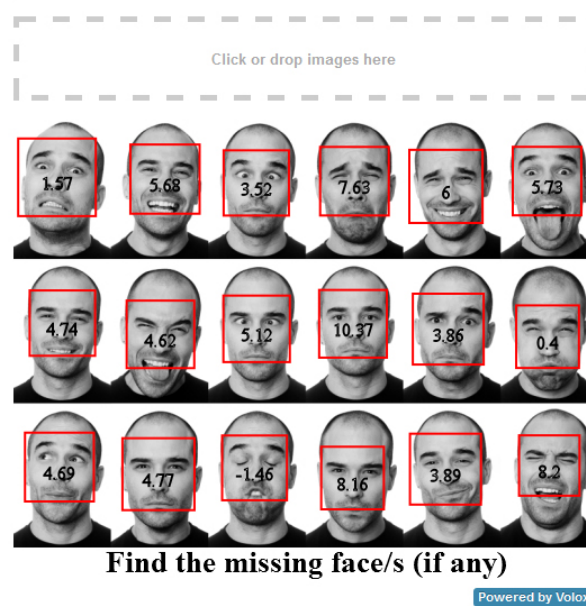 Click or drop images here
1.57 5.68 3.52 7.63 6 5.73
4.74 4.62 5.12 10.37 3.86 0.4
4.69 4.77 -1.46 8.16 3.89 8.2
Find the missing face/s (if any)
Powered by Volox